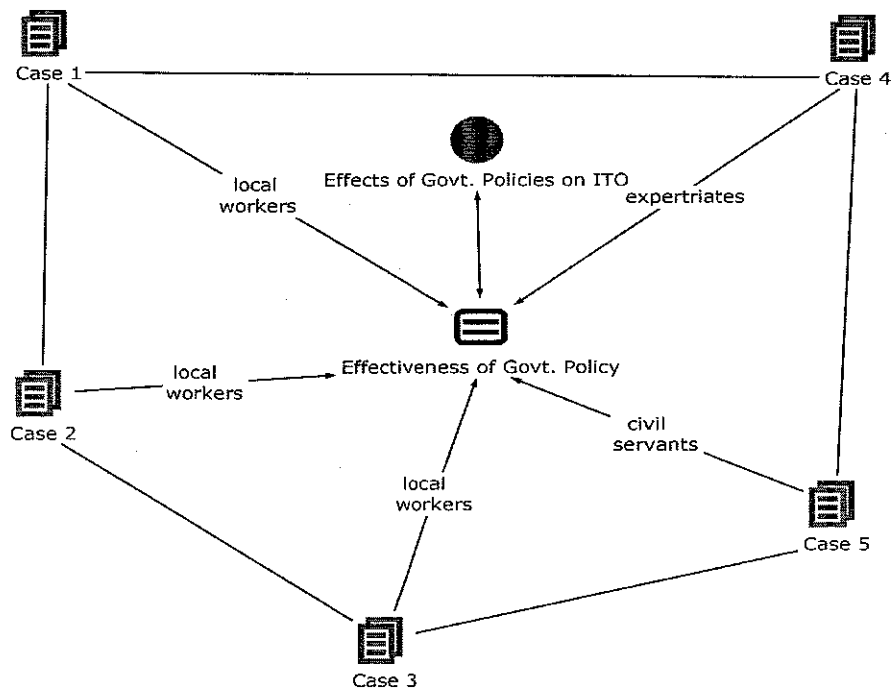 Case 1
Case 4
Effects of Govt. Policies on ITO
local
workers
expertriates
Effectiveness of Govt. Policy
local
workers
Case 2
civil
servants
local
workers
Case 5
Case 3